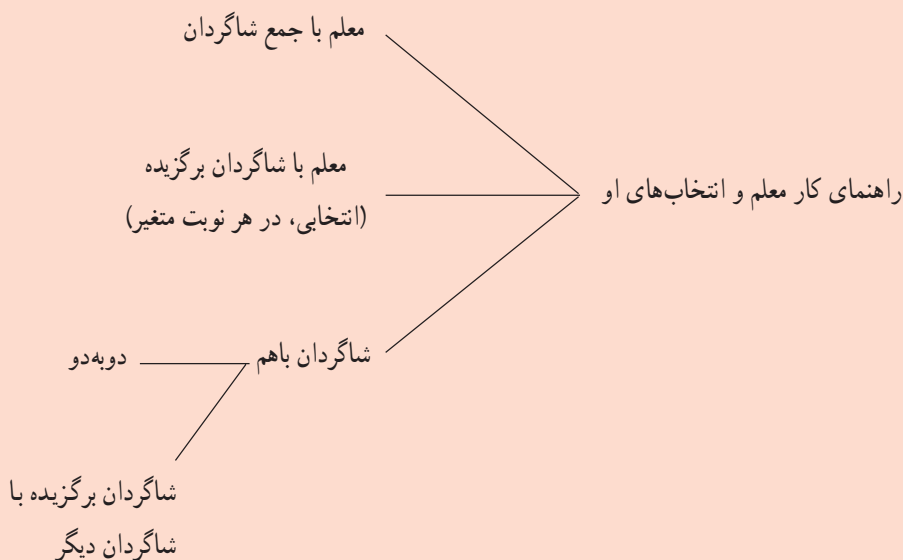 معلم با جمع شاگردان
راهنمای کار معلم و انتخاب‌های او
معلم با شاگردان برگزیده
(انتخابی، در هر نوبت متغیر)
شاگردان باهم
دوبه‌دو
شاگردان برگزیده با
شاگردان دیگر